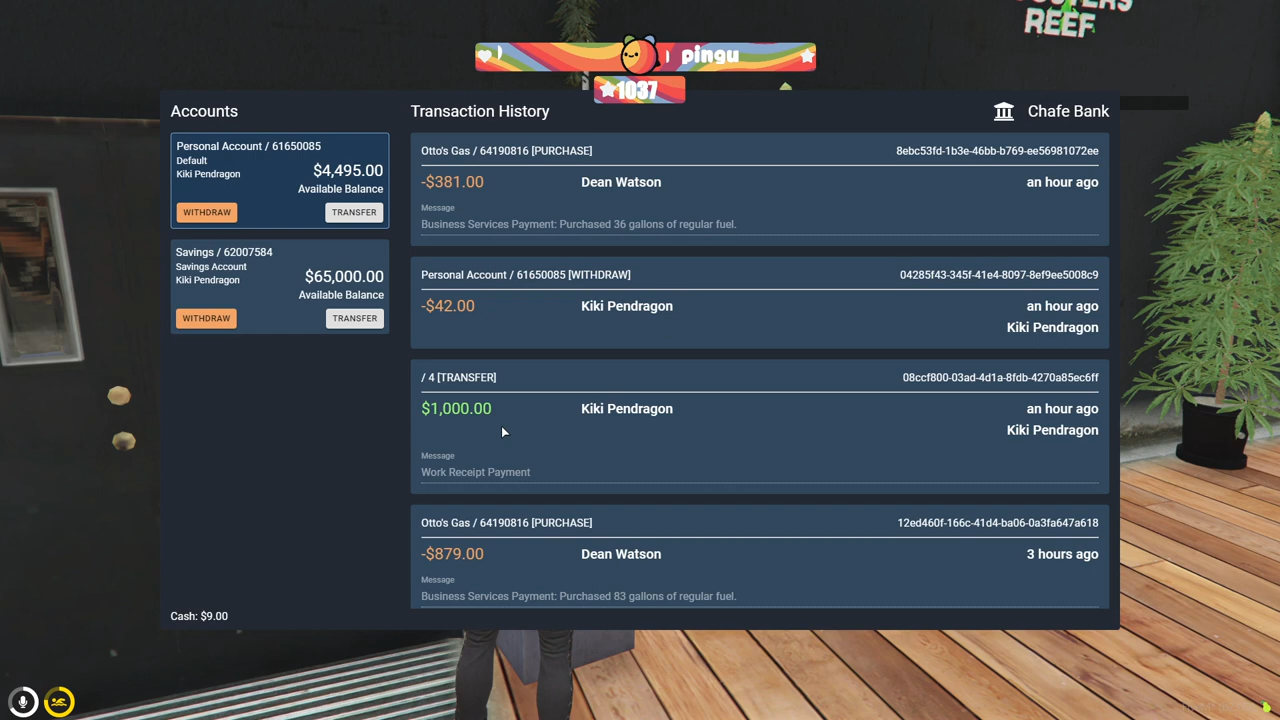 STERS
REEF
pingu
1037
Accounts
Transaction History
Chafe Bank
Personal Account / 61650085
Default
Kiki Pendragon
$4,495.00
Available Balance
WITHDRAW
TRANSFER
Savings / 62007584
Savings Account
Kiki Pendragon
$65,000.00
Available Balance
WITHDRAW
TRANSFER
Cash: $9.00
Otto's Gas / 64190816 [PURCHASE]
8ebc53fd-1b3e-46bb-b769-ee56981072ee
-$381.00
Dean Watson
an hour ago
Message
Business Services Payment: Purchased 36 gallons of regular fuel.
Personal Account / 61650085 [WITHDRAW]
04285f43-345f-41e4-8097-8ef9ee5008c9
-$42.00
Kiki Pendragon
an hour ago
Kiki Pendragon
/ 4 [TRANSFER]
08ccf800-03ad-4d1a-8fdb-4270a85ec6ff
$1,000.00
Kiki Pendragon
an hour ago
Kiki Pendragon
Message
Work Receipt Payment
Otto's Gas / 64190816 [PURCHASE]
12ed460f-166c-41d4-ba06-0a3fa647a618
-$879.00
Dean Watson
3 hours ago
Message
Business Services Payment: Purchased 83 gallons of regular fuel.